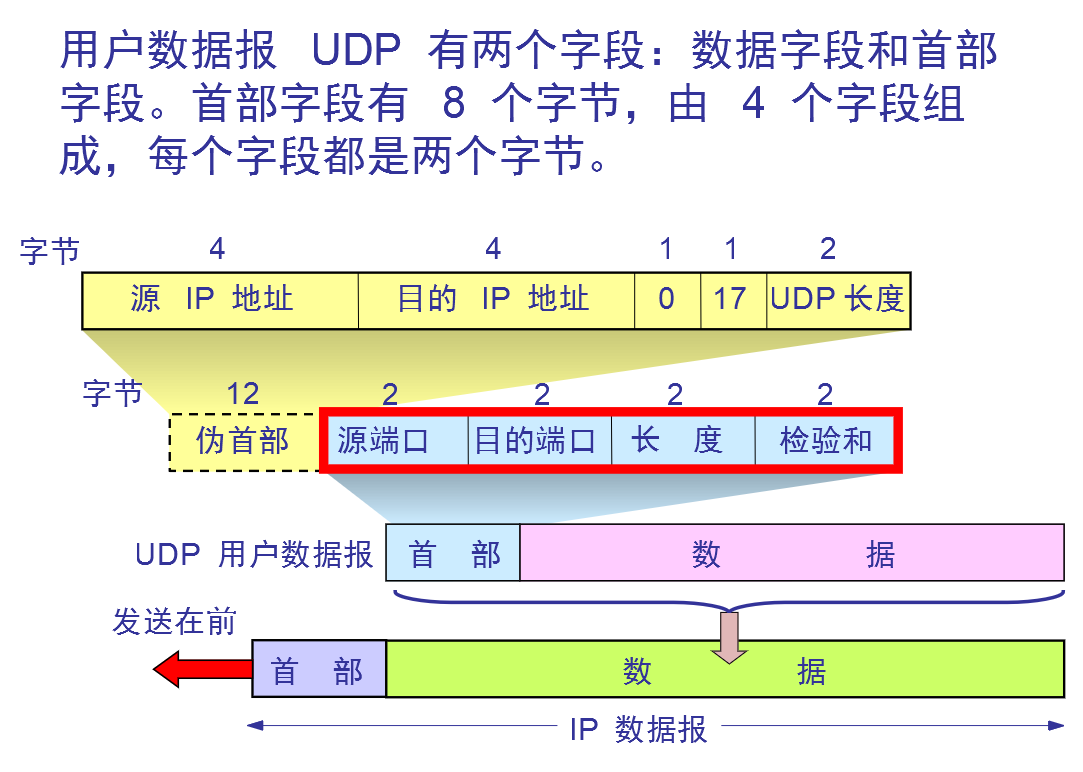 用户数据报 UDP 有两个字段：数据字段和首部
字段。首部字段有 8 个字节，由 4 个字段组
成，每个字段都是两个字节。
字节 4 4 1 1 2
源 IP 地址 目的 IP 地址 0 17 UDP 长度
字节 12 2 2 2 2
伪首部 源端口 目的端口 长 度 检验和
UDP 用户数据报 首 部 数 据
发送在前
首 部 数 据
IP 数据报